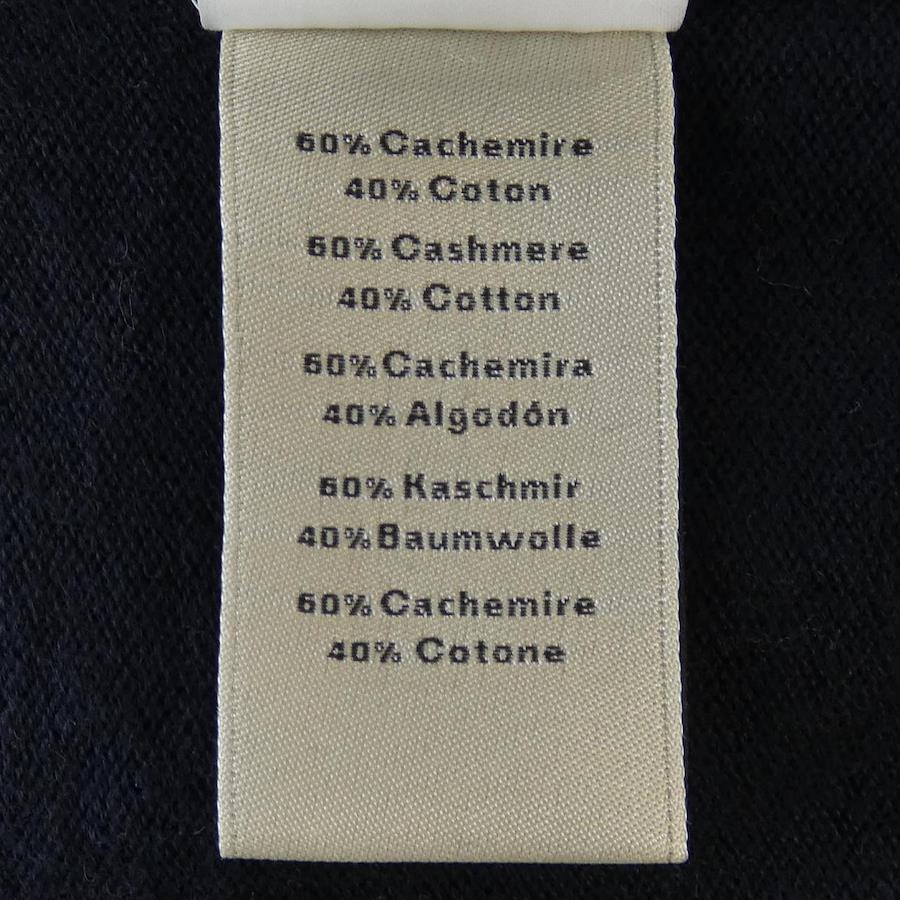 60% Cachemire
40% Coton
60% Cashmere
40% Cotton
60% Cachemira
40% Algodón
60% Kaschmir
40% Baumwolle
60% Cachemire
40% Cotone